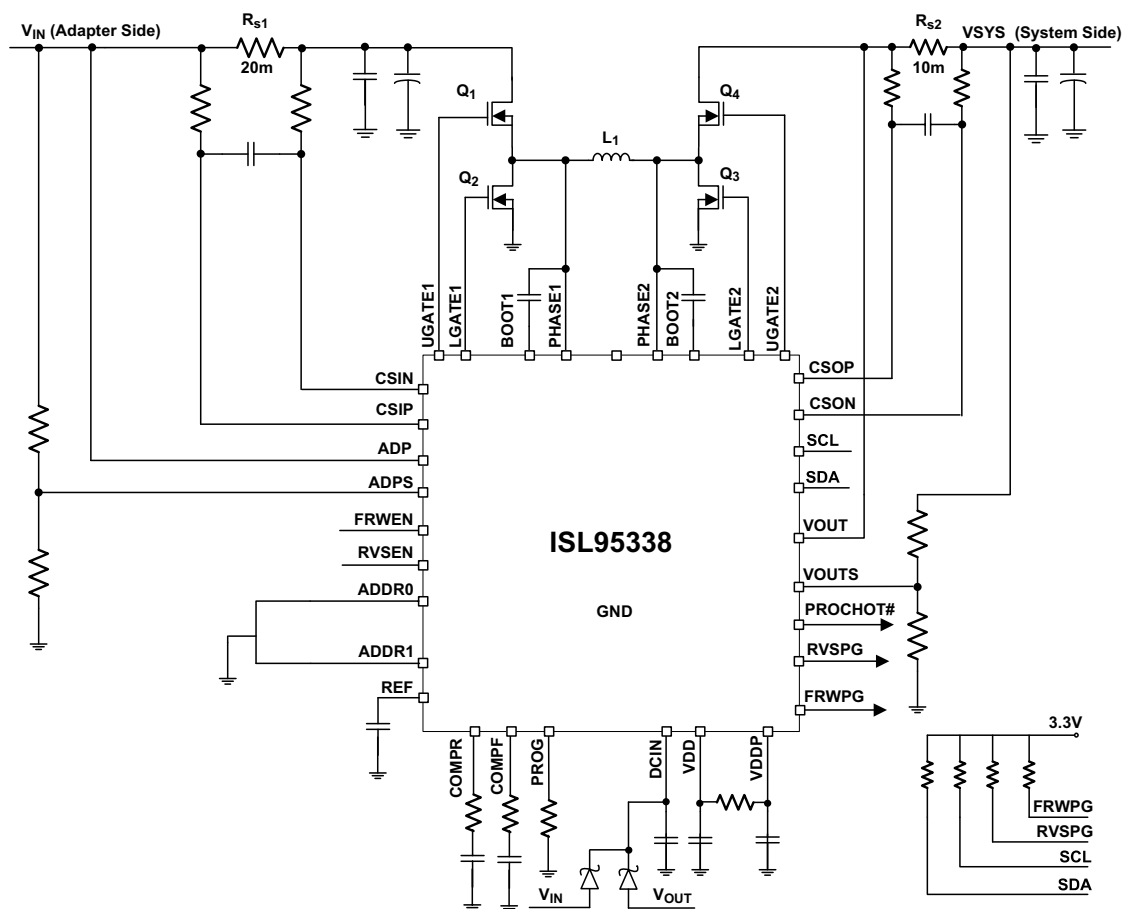 VIN (Adapter Side)
Rs1
20m
Rs2
10m
VSYS (System Side)
Q1
Q4
L1
Q2
Q3
UGATE1
LGATE1
BOOT1
PHASE1
PHASE2
BOOT2
LGATE2
UGATE2
CSIN
CSIP
ADP
ADPS
FRWEN
RVSEN
ADDR0
ADDR1
REF
ISL95338
GND
CSOP
CSON
SCL
SDA
VOUT
VOUTS
PROCHOT#
RVSPG
FRWPG
COMPR
COMPF
PROG
DCIN
VDD
VDDP
VIN
VOUT
3.3V
FRWPG
RVSPG
SCL
SDA